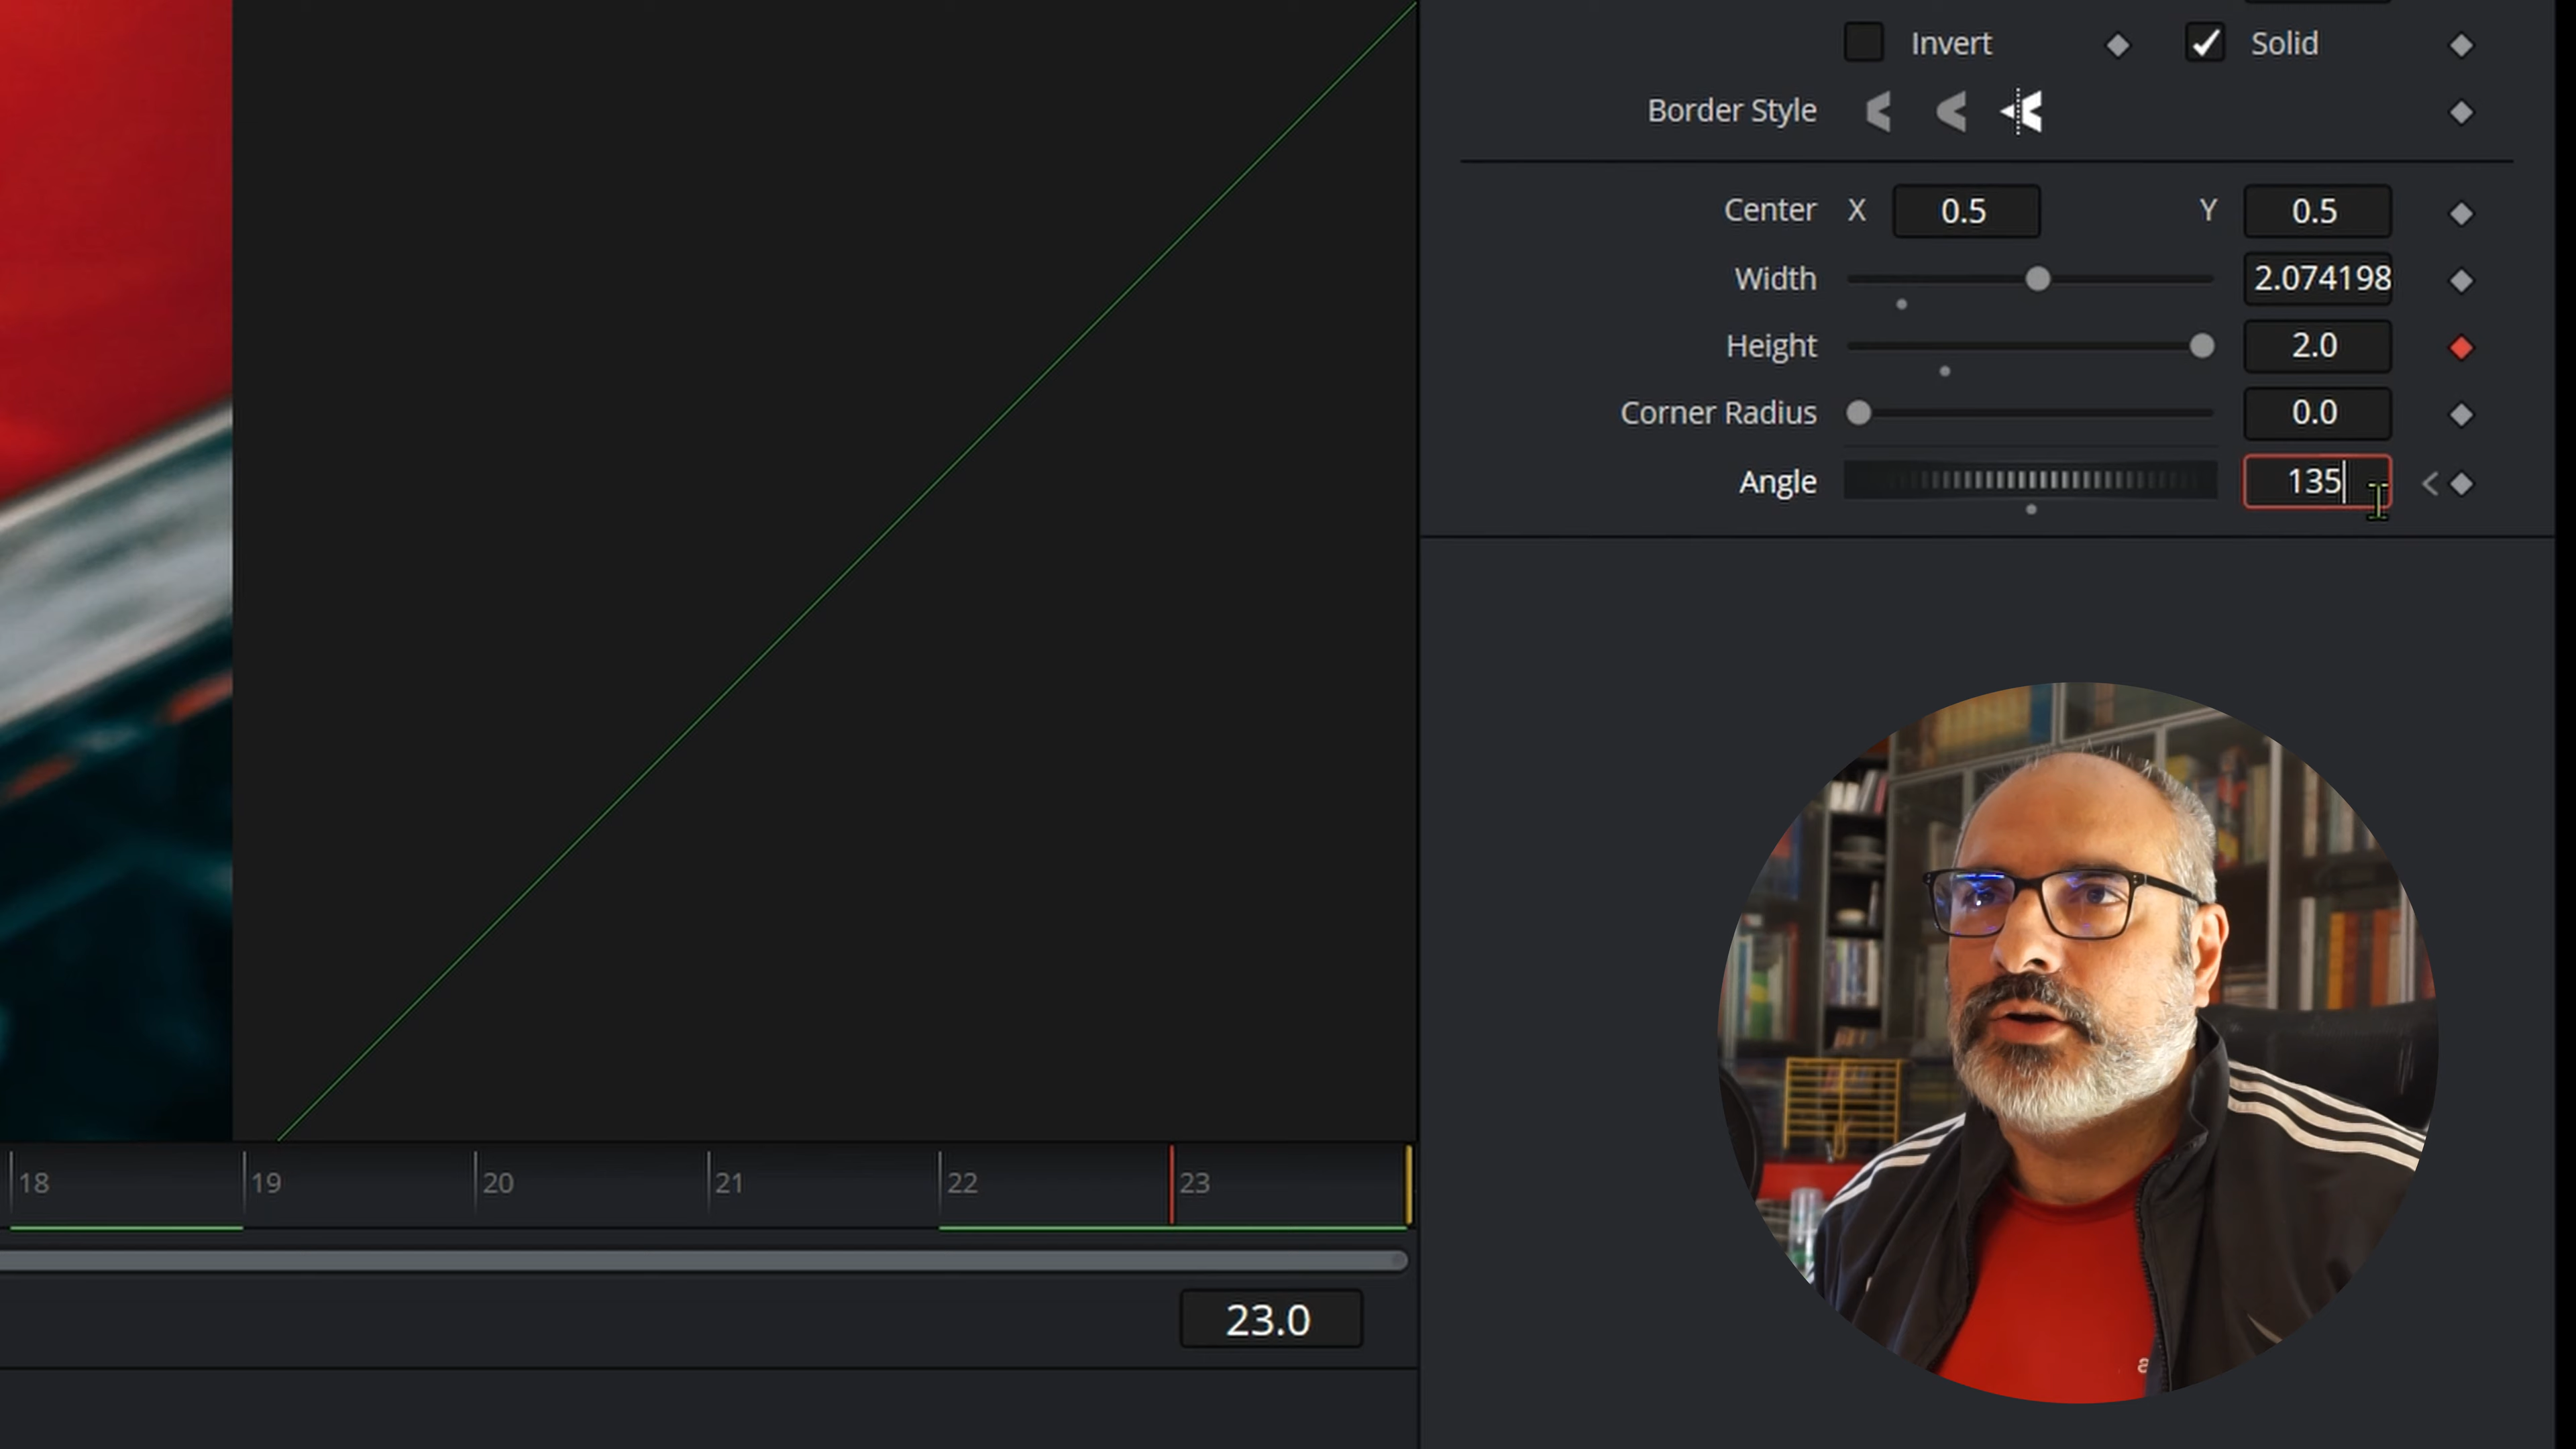 Invert Solid
Border Style
Center X 0.5 Y 0.5
Width 2.074198
Height 2.0
Corner Radius 0.0
Angle 135
18 19 20 21 22 23
23.0
a